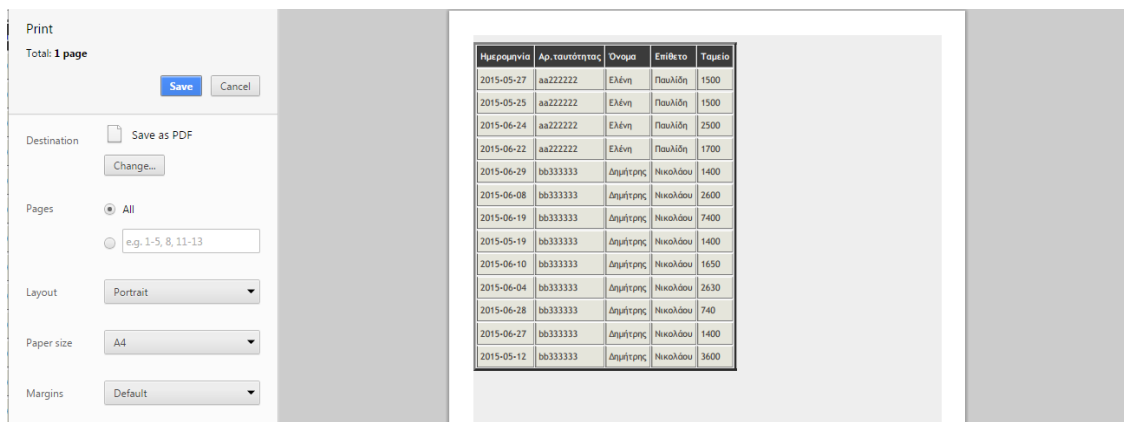 Print
Total: 1 page
Save Cancel
Destination Save as PDF
Change...
Pages All
e.g. 1-5, 8, 11-13
Layout Portrait
Paper size A4
Margins Default
Ημερομηνία Αρ.ταυτότητας Όνομα Επίθετο Ταμείο
2015-05-27 aa222222 Ελένη Παυλίδη 1500
2015-05-25 aa222222 Ελένη Παυλίδη 1500
2015-06-24 aa222222 Ελένη Παυλίδη 2500
2015-06-22 aa222222 Ελένη Παυλίδη 1700
2015-06-29 bb333333 Δημήτρης Νικολάου 1400
2015-06-08 bb333333 Δημήτρης Νικολάου 2600
2015-06-19 bb333333 Δημήτρης Νικολάου 7400
2015-05-19 bb333333 Δημήτρης Νικολάου 1400
2015-06-10 bb333333 Δημήτρης Νικολάου 1650
2015-06-04 bb333333 Δημήτρης Νικολάου 2630
2015-06-28 bb333333 Δημήτρης Νικολάου 740
2015-06-27 bb333333 Δημήτρης Νικολάου 1400
2015-05-12 bb333333 Δημήτρης Νικολάου 3600